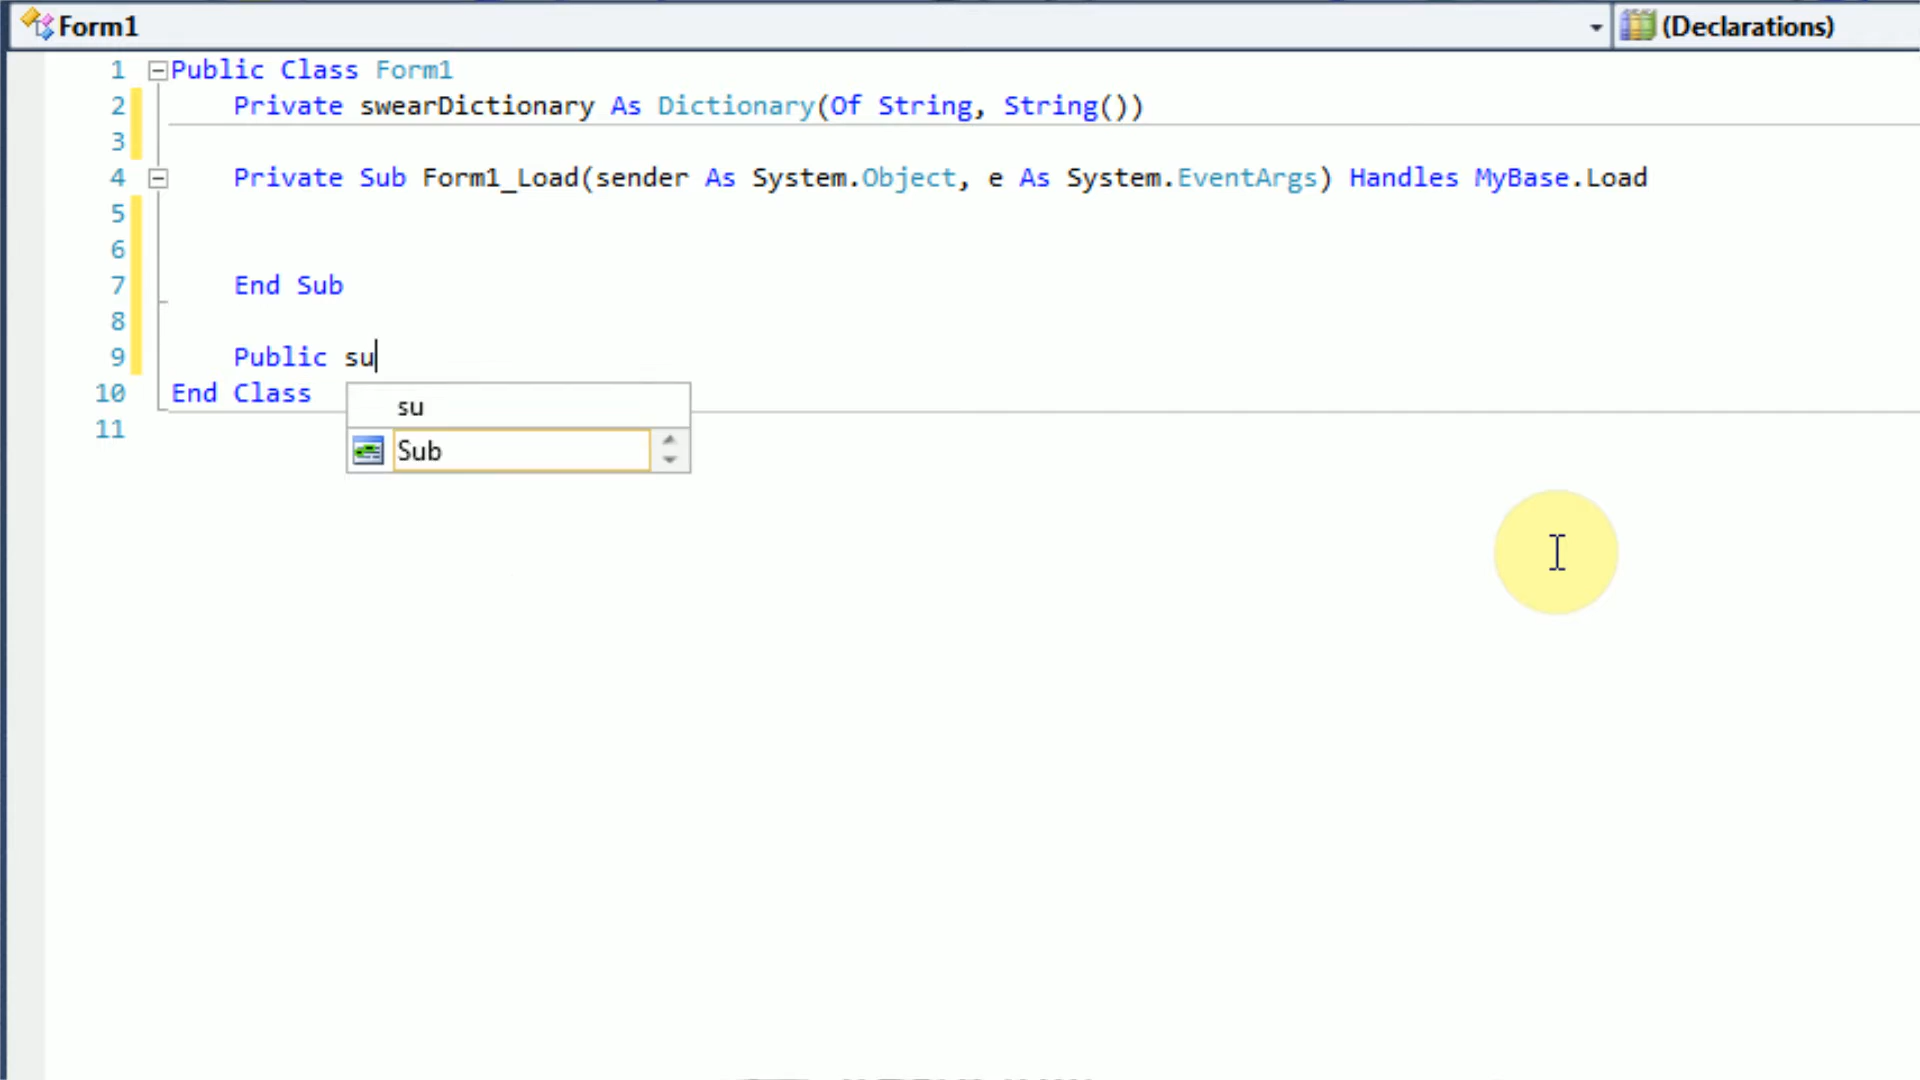 Form1
(Declarations)
1 Public Class Form1
2 Private swearDictionary As Dictionary(Of String, String())
3
4 Private Sub Form1_Load(sender As System.Object, e As System.EventArgs) Handles MyBase.Load
5
6
7 End Sub
8
9 Public su
10 End Class
su
11
Sub